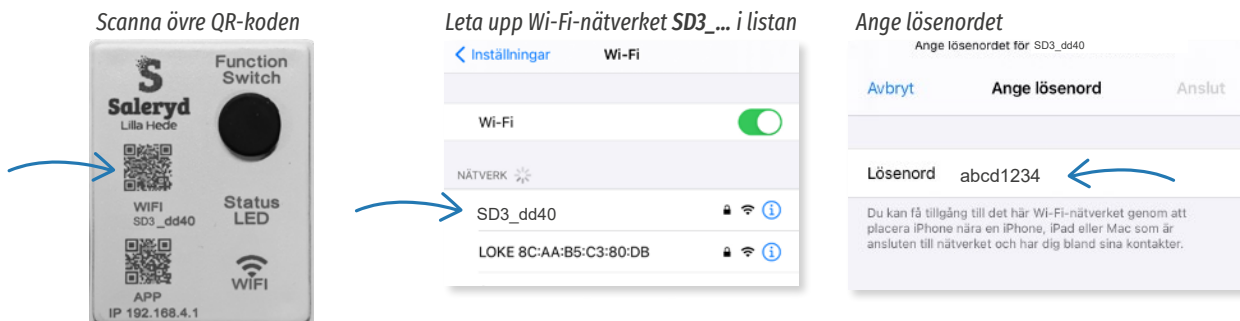 Scanna övre QR-koden
Saleryd
Lilla Hede
Function
Switch
WIFI
SD3_dd40
Status
LED
APP
IP 192.168.4.1
WIFI
Leta upp Wi-Fi-nätverket SD3_... i listan
Inställningar Wi-Fi
Wi-Fi
NÄTVERK
SD3_dd40
LOKE 8C:AA:B5:C3:80:DB
Ange lösenordet
Ange lösenordet för SD3_dd40
Avbryt Ange lösenord Anslut
Lösenord abcd1234
Du kan få tillgång till det här Wi-Fi-nätverket genom att
placera iPhone nära en iPhone, iPad eller Mac som är
ansluten till nätverket och har dig bland sina kontakter.